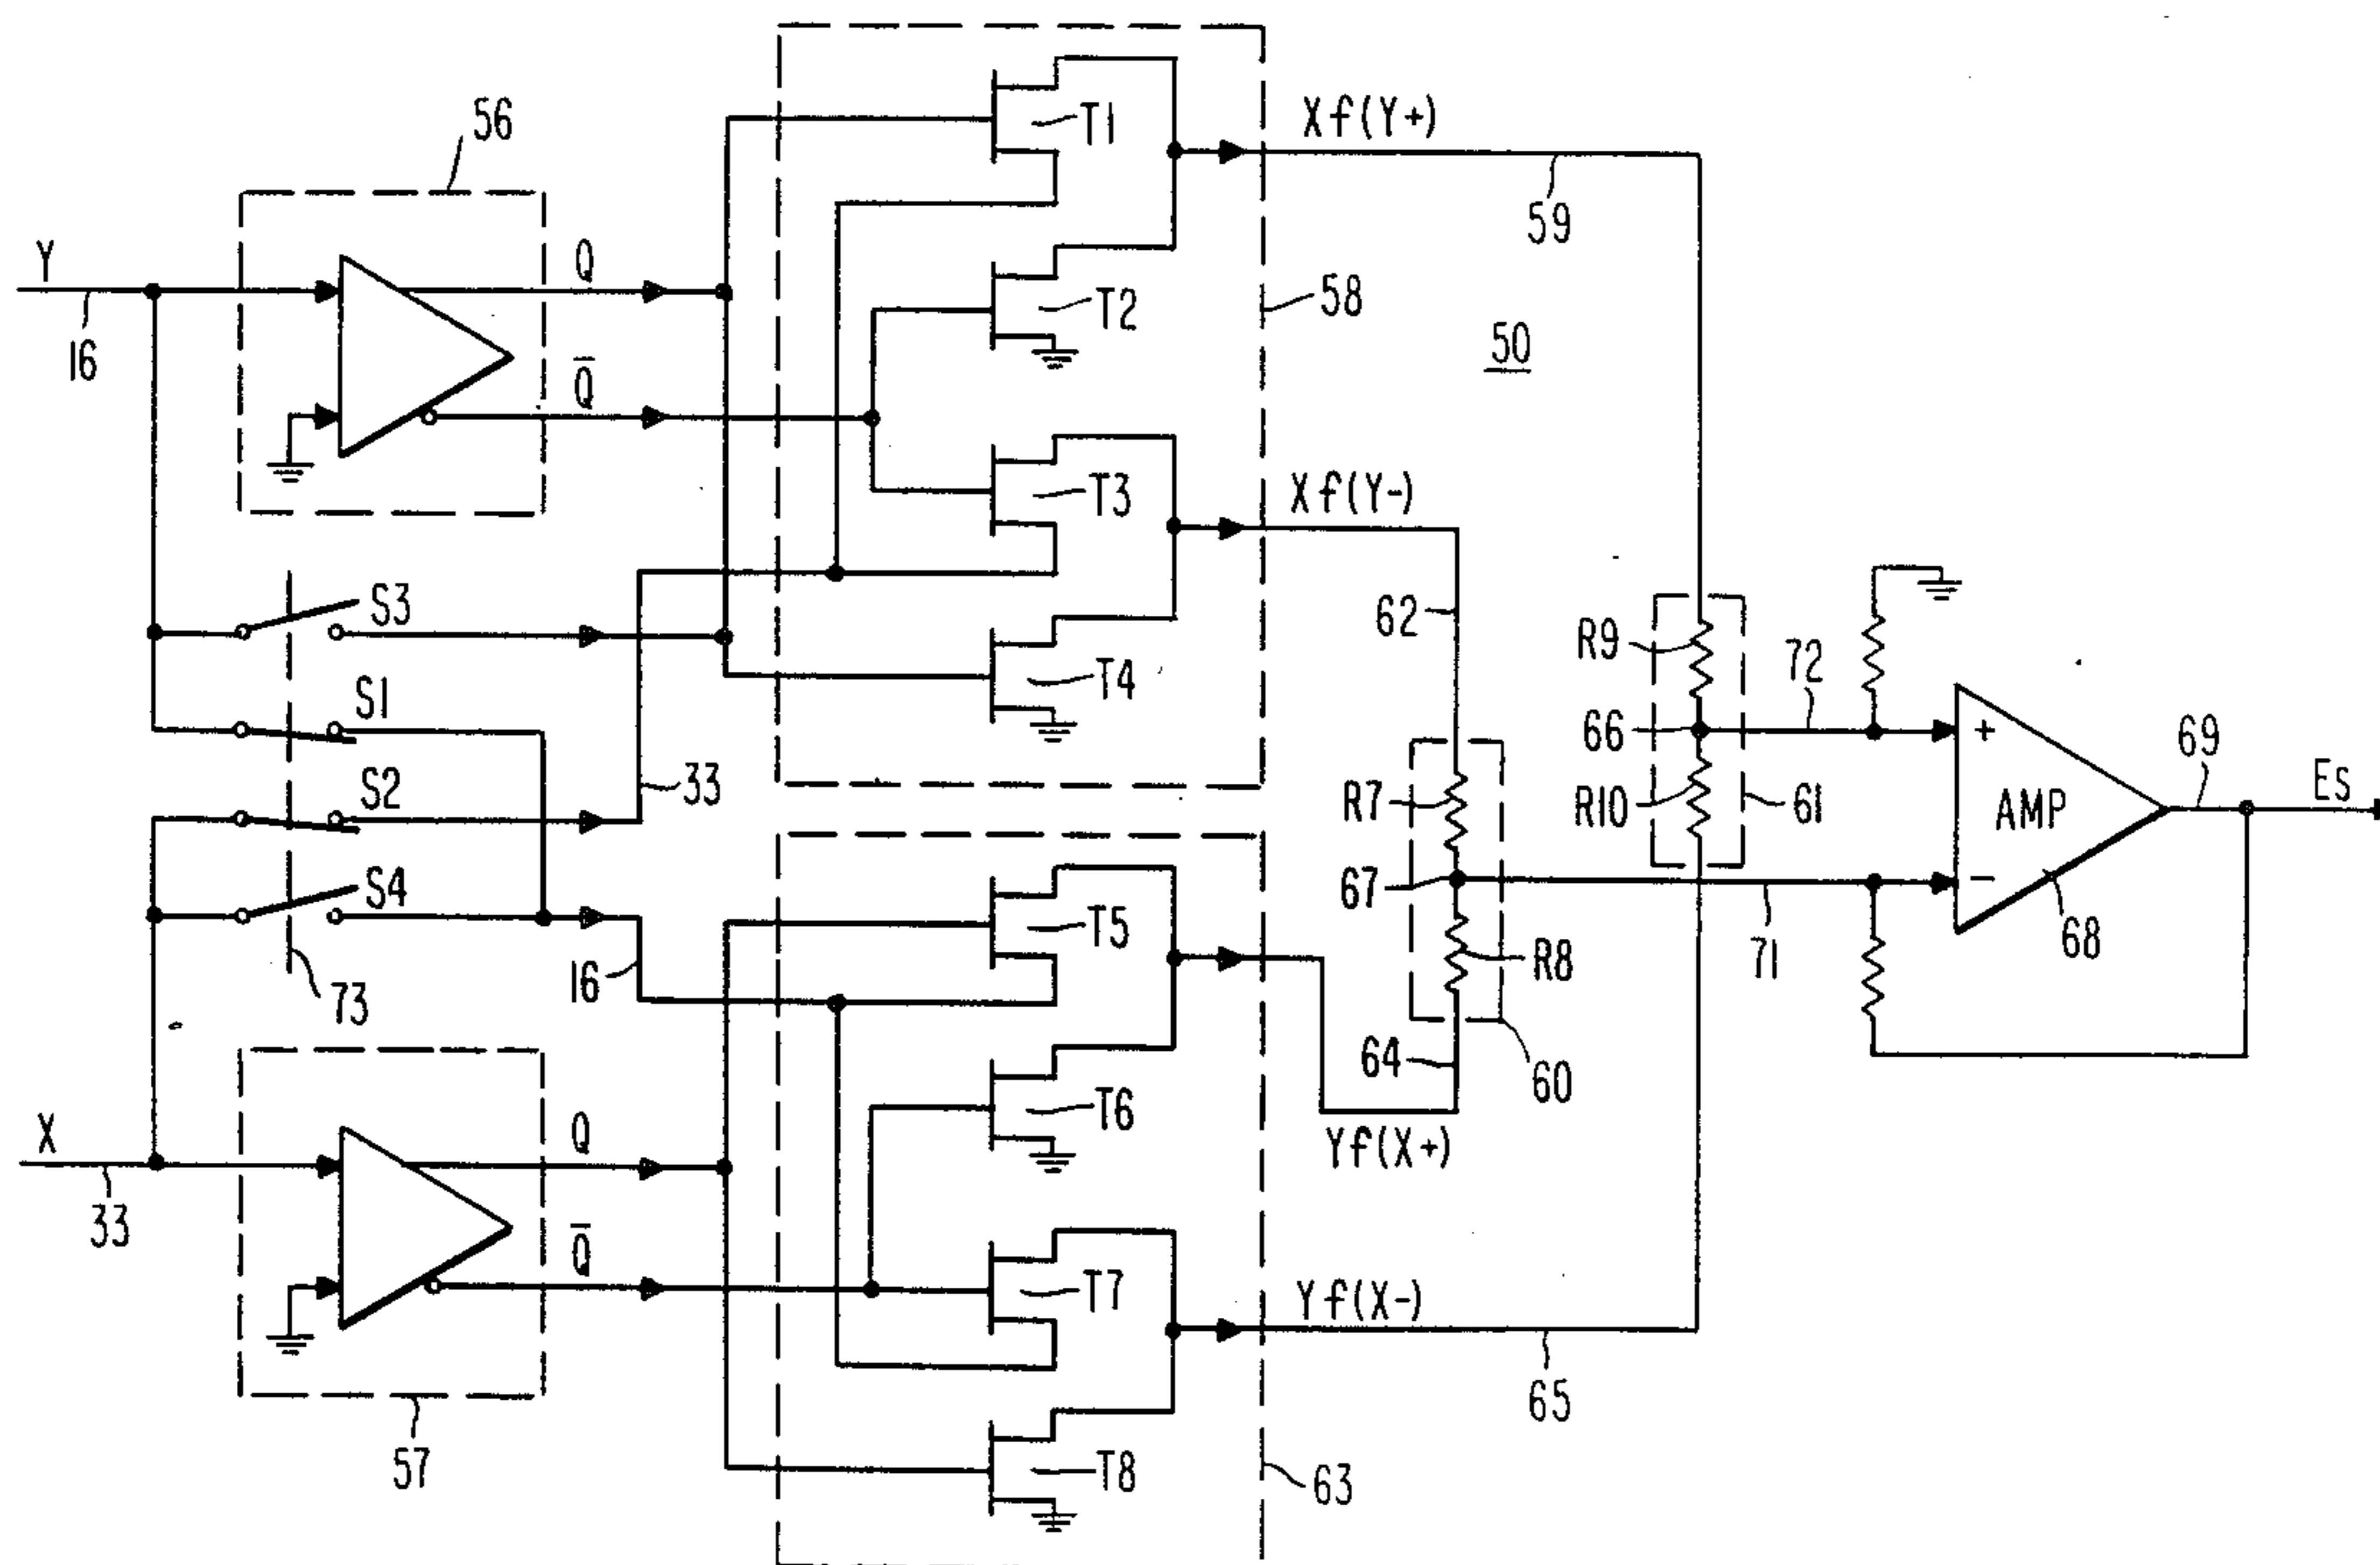 56
Y
16
Q
Q̄
T1
T2
T3
T4
58
Xf(Y+)
59
50
Xf(Y-)
62
S3
S1
S2
S4
33
16
73
R9
66
R10
61
72
+
-
AMP
68
69
Es
R7
67
R8
71
64
60
X
33
57
Q
Q̄
T5
T6
T7
T8
63
Yf(X+)
Yf(X-)
65